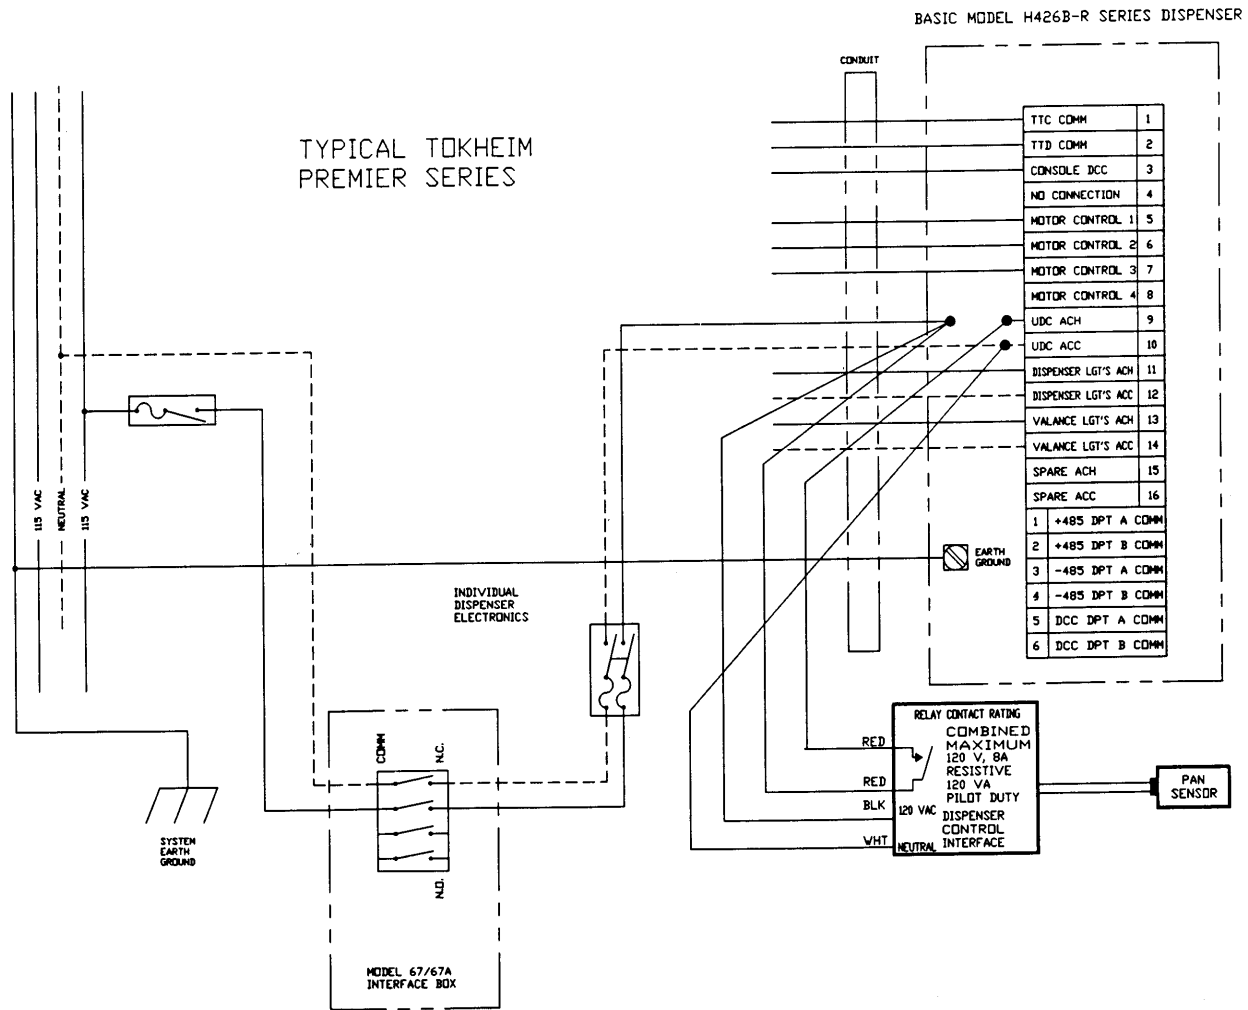 BASIC MODEL H426B-R SERIES DISPENSER
CONDUIT
TYPICAL TOKHEIM
PREMIER SERIES
TTC COMM 1
TTD COMM 2
CONSOLE DCC 3
NO CONNECTION 4
MOTOR CONTROL 1 5
MOTOR CONTROL 2 6
MOTOR CONTROL 3 7
MOTOR CONTROL 4 8
UDC ACH 9
UDC ACC 10
DISPENSER LGT'S ACH 11
DISPENSER LGT'S ACC 12
VALANCE LGT'S ACH 13
VALANCE LGT'S ACC 14
SPARE ACH 15
SPARE ACC 16
1 +485 DPT A COMM
2 +485 DPT B COMM
3 -485 DPT A COMM
4 -485 DPT B COMM
5 DCC DPT A COMM
6 DCC DPT B COMM
115 VAC
NEUTRAL
115 VAC
EARTH
GROUND
INDIVIDUAL
DISPENSER
ELECTRONICS
COMM
N.C.
N.O.
SYSTEM
EARTH
GROUND
MODEL 67/67A
INTERFACE BOX
RED
RED
BLK
WHT
RELAY CONTACT RATING
COMBINED
MAXIMUM
120 V, 8A
RESISTIVE
120 VA
PILOT DUTY
120 VAC
NEUTRAL
DISPENSER
CONTROL
INTERFACE
PAN
SENSOR